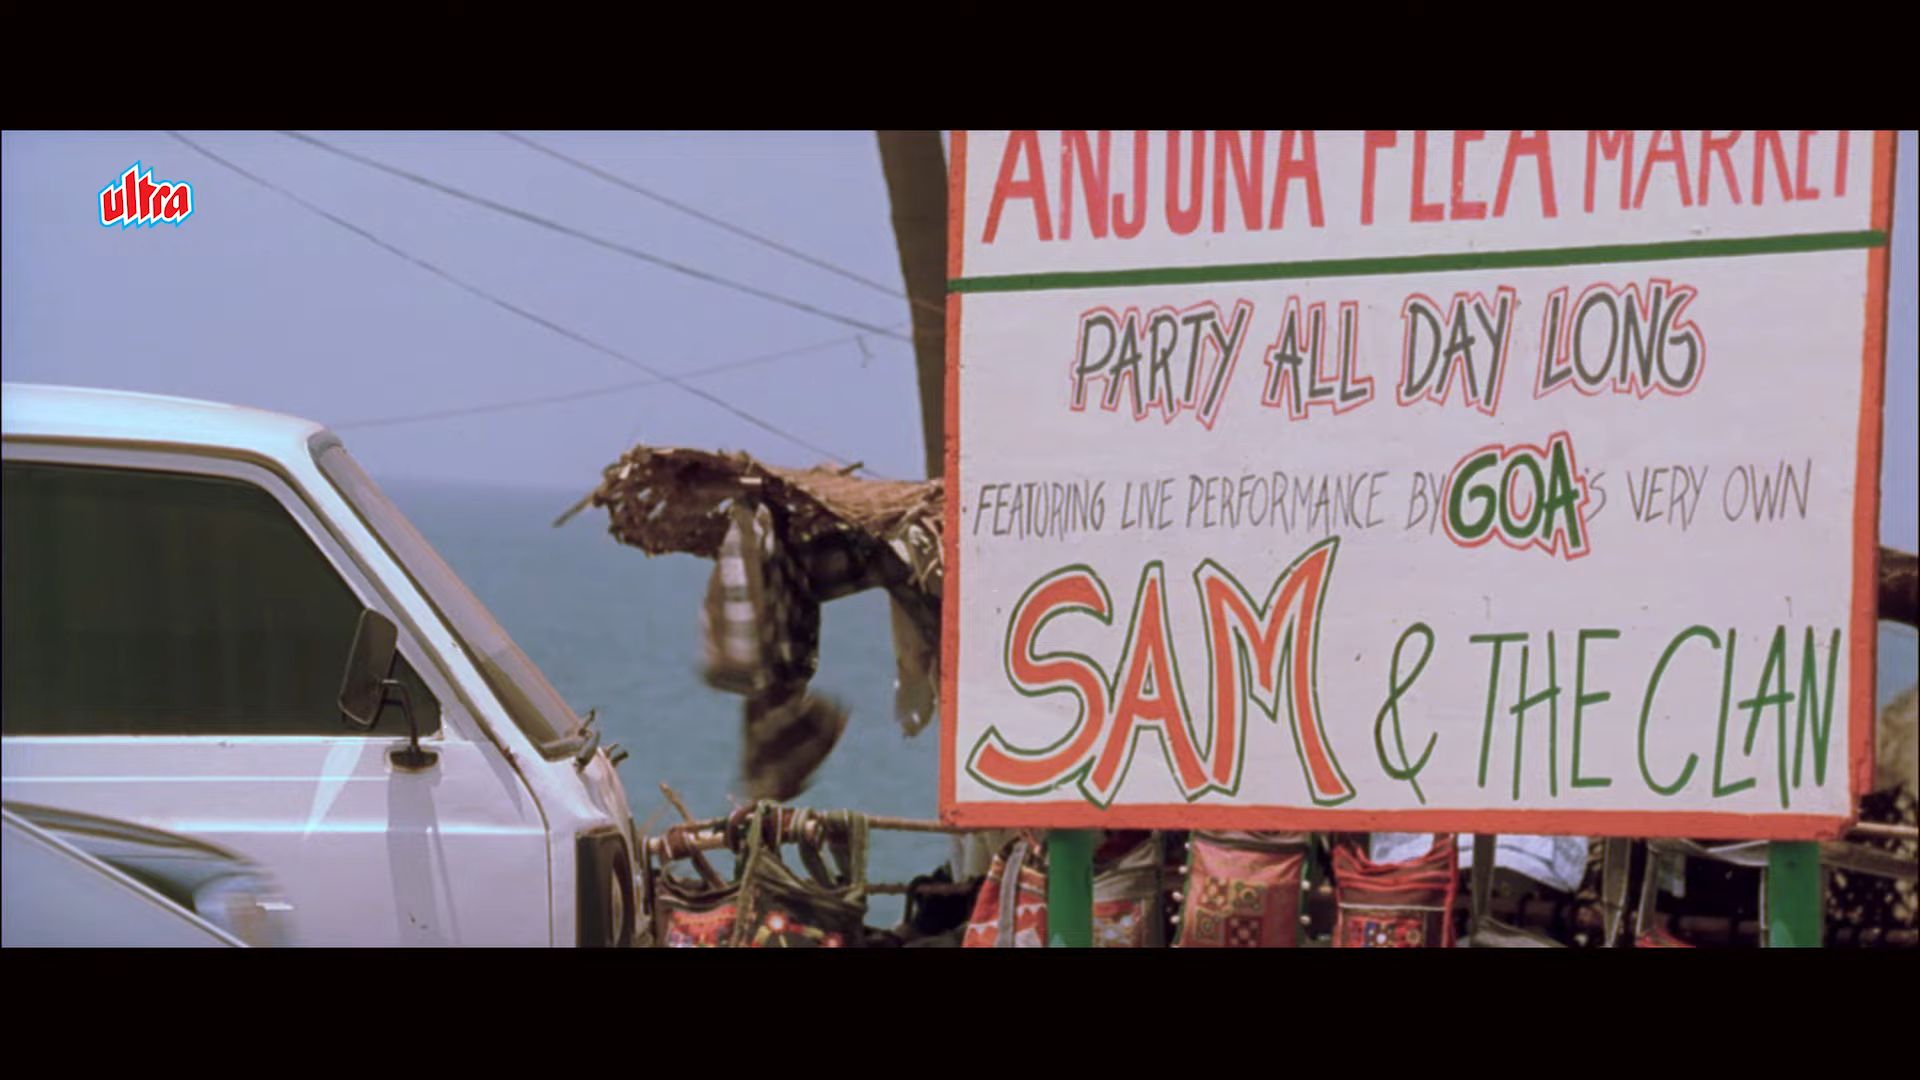 ultra
ANJUNA FLEA MARKET
PARTY ALL DAY LONG
FEATURING LIVE PERFORMANCE BY GOA'S VERY OWN
SAM & THE CLAN